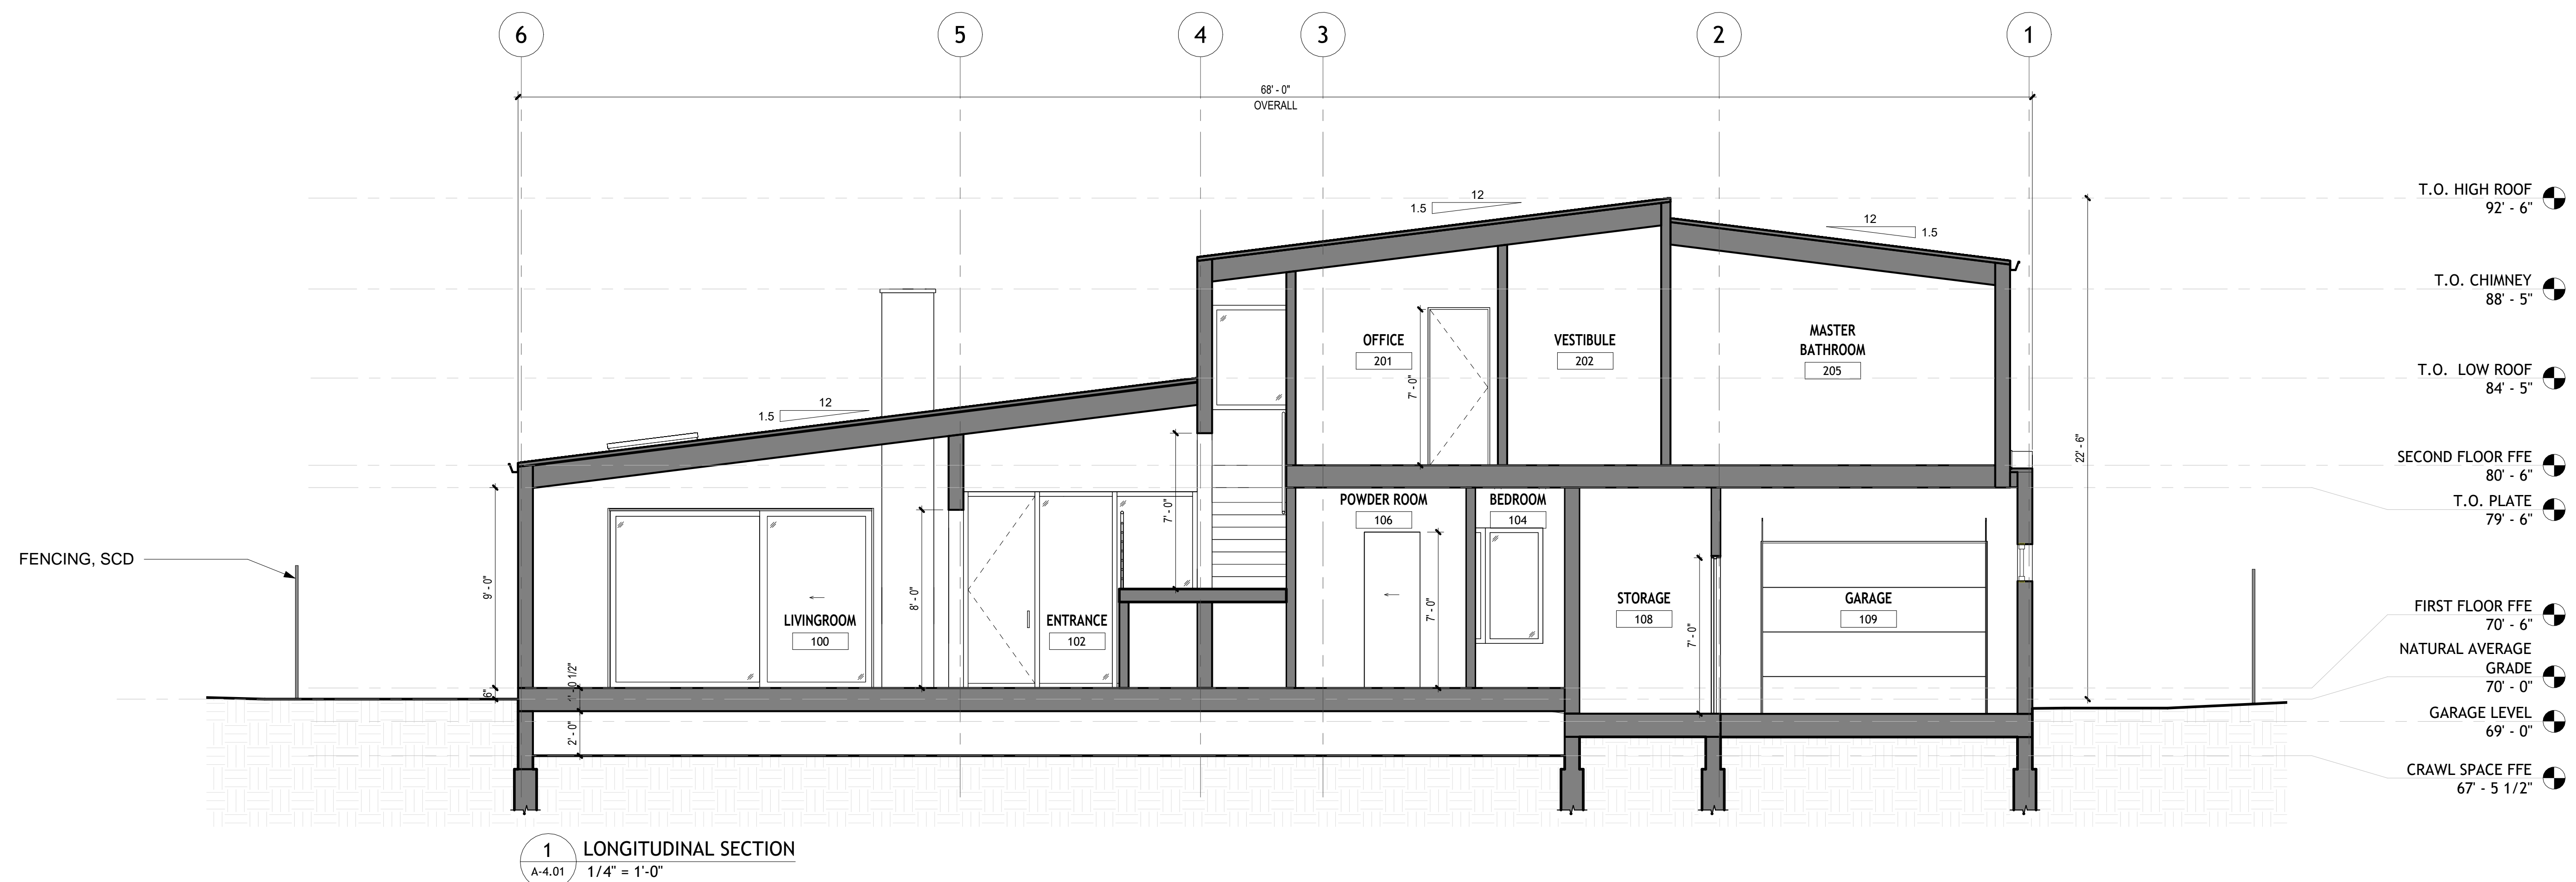 6
5
4
3
2
1
68' - 0"
OVERALL
12
1.5
12
1.5
12
1.5
T.O. HIGH ROOF
92' - 6"
T.O. CHIMNEY
88' - 5"
T.O. LOW ROOF
84' - 5"
SECOND FLOOR FFE
80' - 6"
T.O. PLATE
79' - 6"
FIRST FLOOR FFE
70' - 6"
NATURAL AVERAGE
GRADE
70' - 0"
GARAGE LEVEL
69' - 0"
CRAWL SPACE FFE
67' - 5 1/2"
22' - 6"
OFFICE
201
7' - 0"
VESTIBULE
202
MASTER
BATHROOM
205
POWDER ROOM
106
BEDROOM
104
7' - 0"
7' - 0"
FENCING, SCD
9' - 0"
8' - 0"
LIVINGROOM
100
ENTRANCE
102
STORAGE
108
7' - 0"
GARAGE
109
6"
2' - 0"
1
A-4.01
LONGITUDINAL SECTION
1/4" = 1'-0"